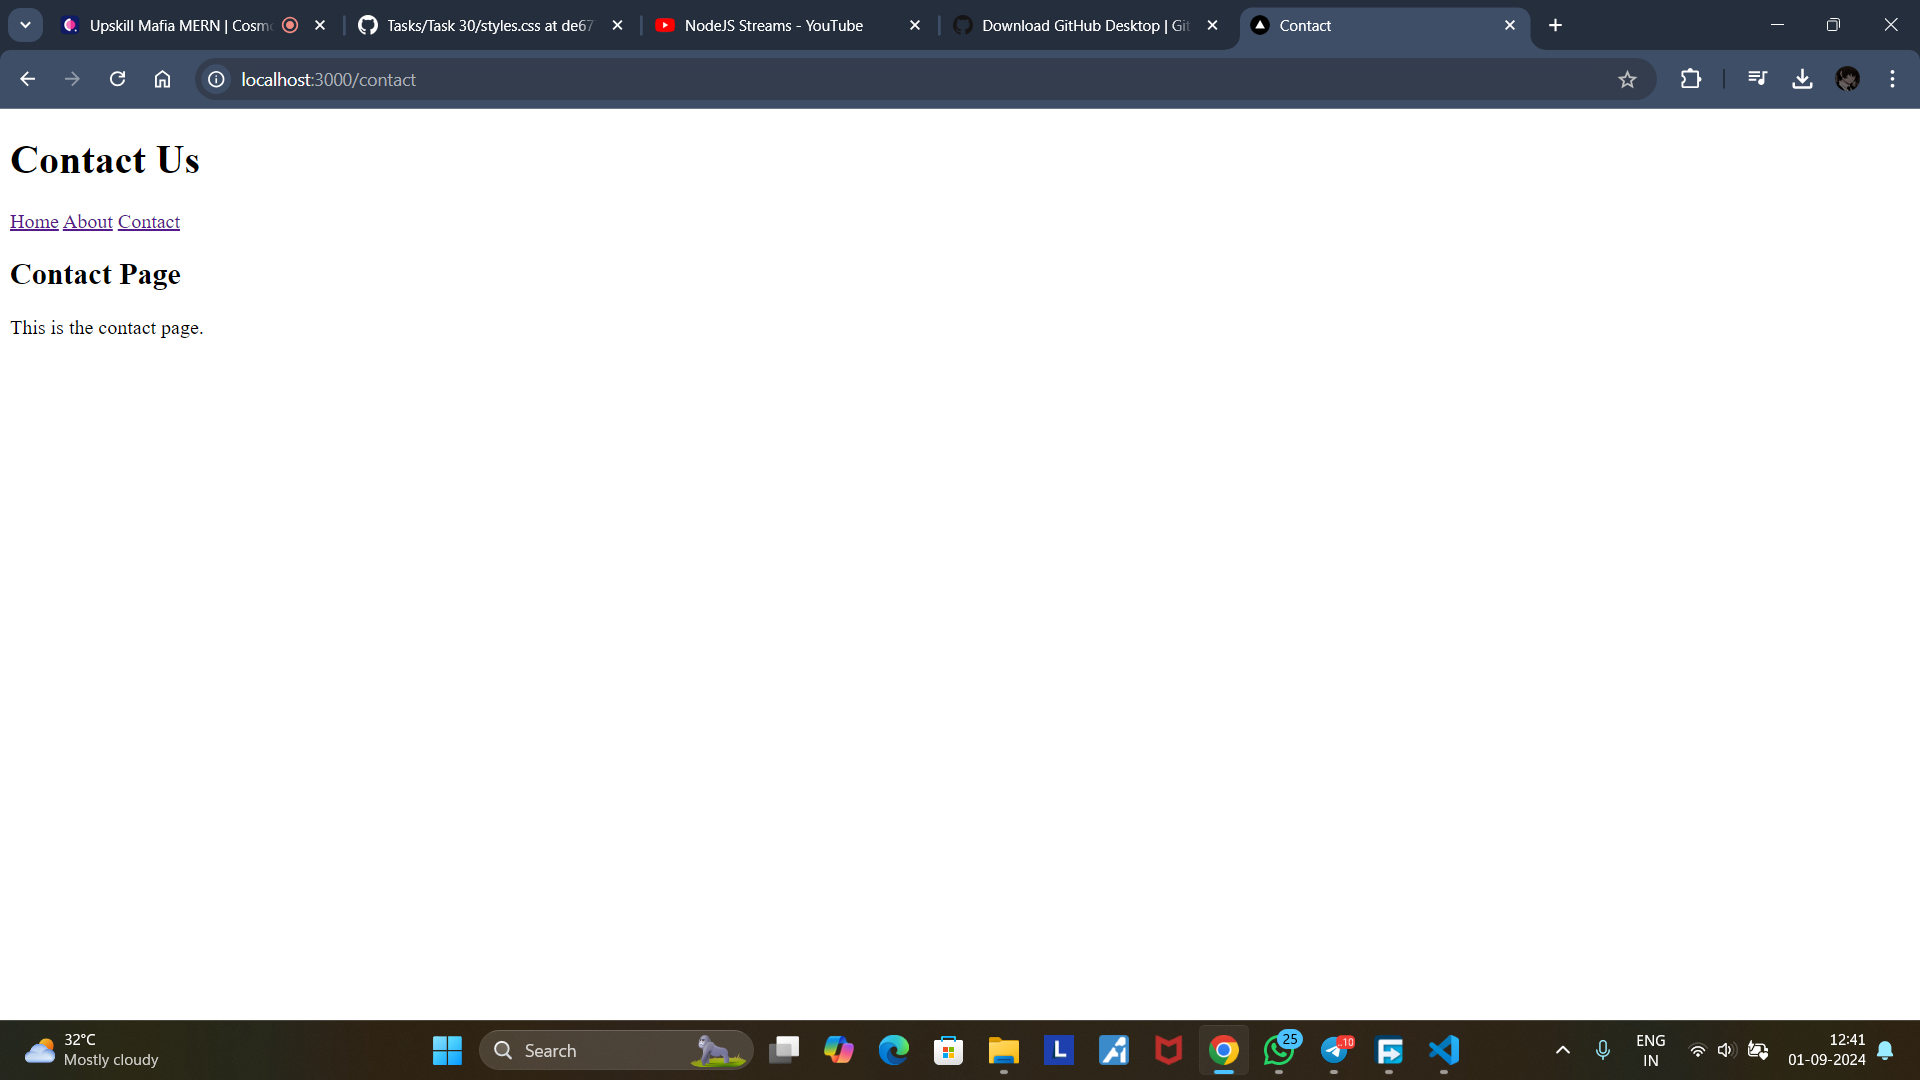 Upskill Mafia MERN | Cosmo
Tasks/Task 30/styles.css at de67
NodeJS Streams - YouTube
Download GitHub Desktop | Git
Contact
localhost:3000/contact
Contact Us
Home About Contact
Contact Page
This is the contact page.
32°C
Mostly cloudy
Search
L
25
..10
ENG
IN
12:41
01-09-2024